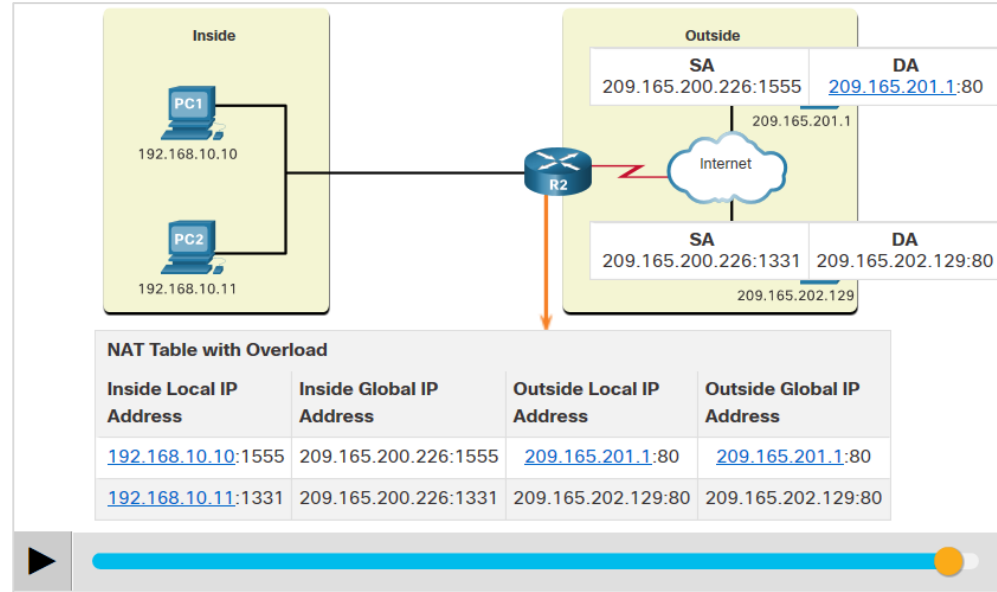 Inside
Outside
SA DA
209.165.200.226:1555 209.165.201.1:80
PC1
209.165.201.1
192.168.10.10
Internet
R2
PC2
SA DA
209.165.200.226:1331 209.165.202.129:80
192.168.10.11
209.165.202.129
NAT Table with Overload
Inside Local IP Address Inside Global IP Address Outside Local IP Address Outside Global IP Address
192.168.10.10:1555 209.165.200.226:1555 209.165.201.1:80 209.165.201.1:80
192.168.10.11:1331 209.165.200.226:1331 209.165.202.129:80 209.165.202.129:80